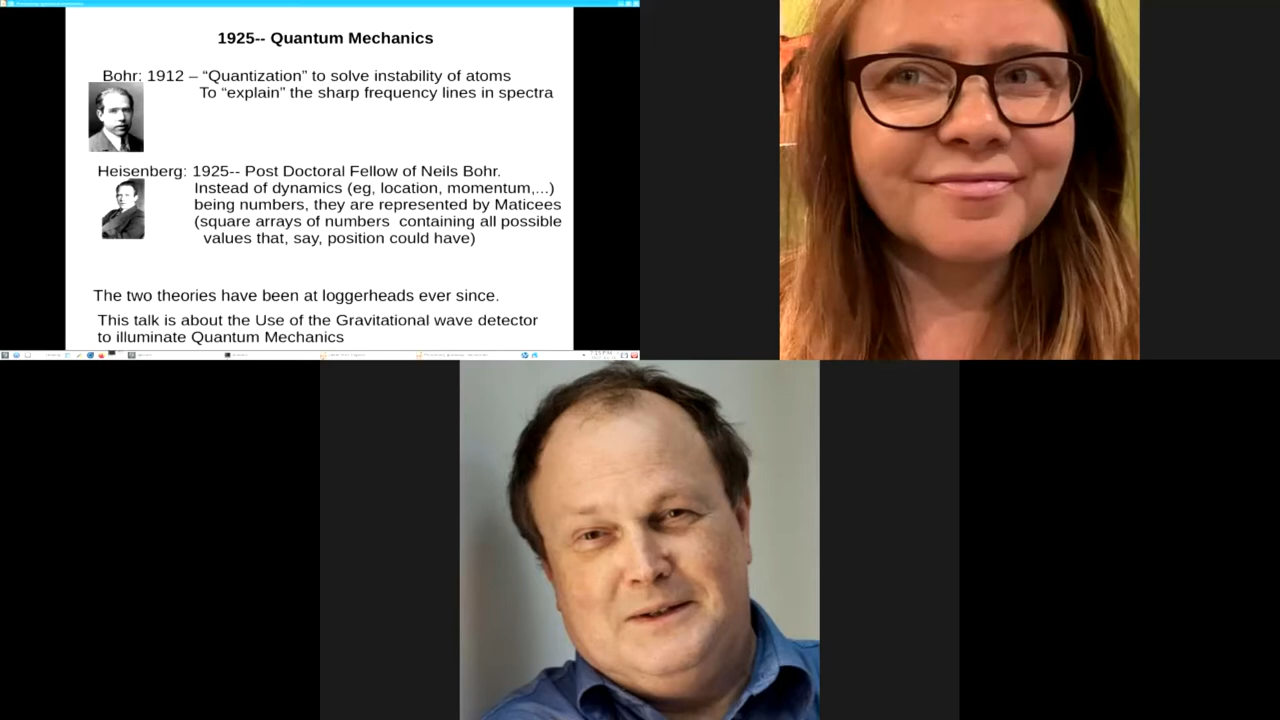 1925-- Quantum Mechanics
Bohr: 1912 – “Quantization” to solve instability of atoms
To “explain” the sharp frequency lines in spectra
Heisenberg: 1925-- Post Doctoral Fellow of Neils Bohr.
Instead of dynamics (eg, location, momentum,...)
being numbers, they are represented by Maticees
(square arrays of numbers containing all possible
values that, say, position could have)
The two theories have been at loggerheads ever since.
This talk is about the Use of the Gravitational wave detector
to illuminate Quantum Mechanics